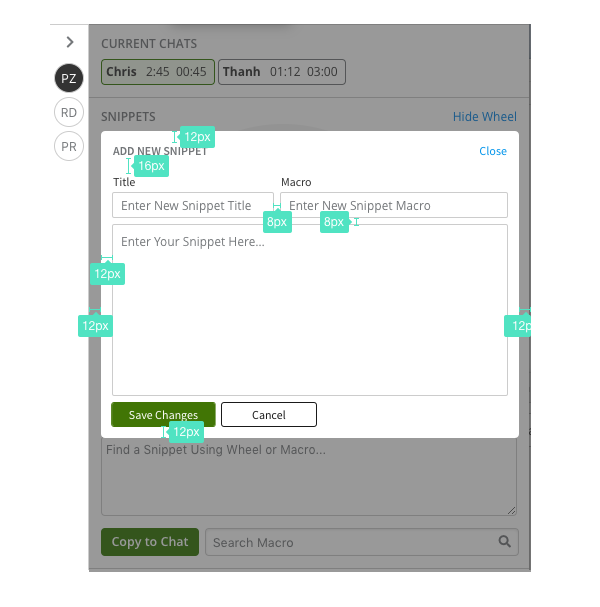 CURRENT CHATS
Chris 2:45 00:45 Thanh 01:12 03:00
PZ
RD
PR
SNIPPETS Hide Wheel
12px
ADD NEW SNIPPET Close
16px
Title Macro
Enter New Snippet Title Enter New Snippet Macro
8px 8px
Enter Your Snippet Here...
12px
12px 12p
Save Changes Cancel
12px
Find a Snippet Using Wheel or Macro...
Copy to Chat Search Macro